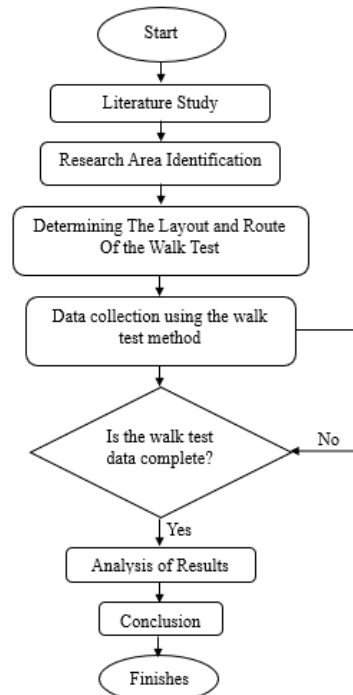 Start
Literature Study
Research Area Identification
Determining The Layout and Route
Of the Walk Test
Data collection using the walk
test method
Is the walk test
data complete?
No
Yes
Analysis of Results
Conclusion
Finishes